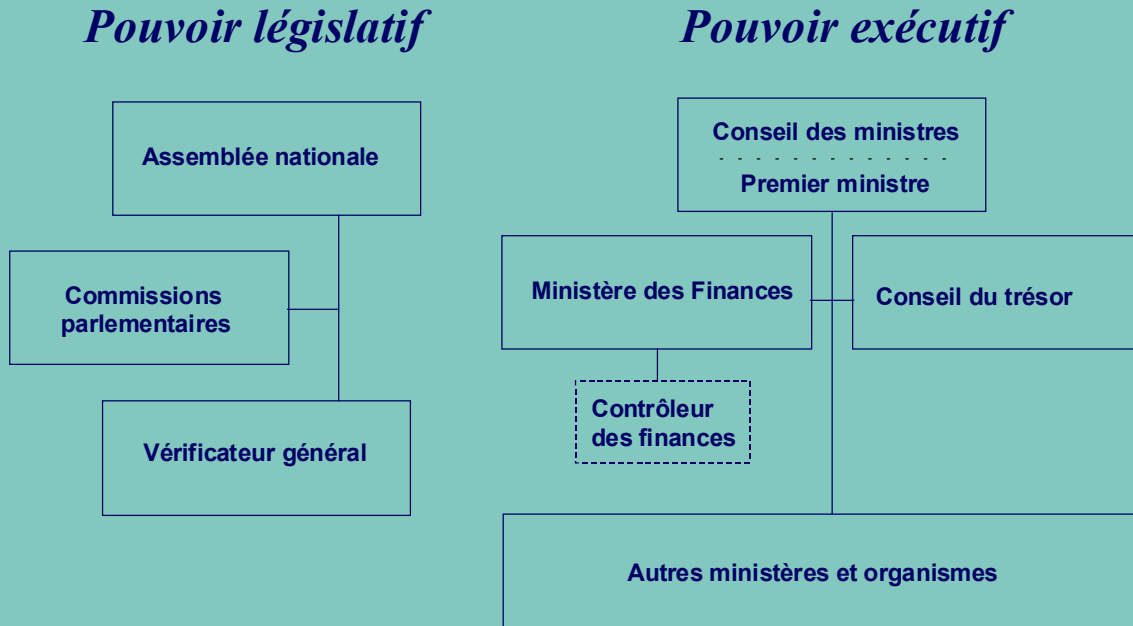 Pouvoir législatif
Assemblée nationale
Commissions
parlementaires
Vérificateur général
Pouvoir exécutif
Conseil des ministres
Premier ministre
Ministère des Finances
Conseil du trésor
Contrôleur
des finances
Autres ministères et organismes